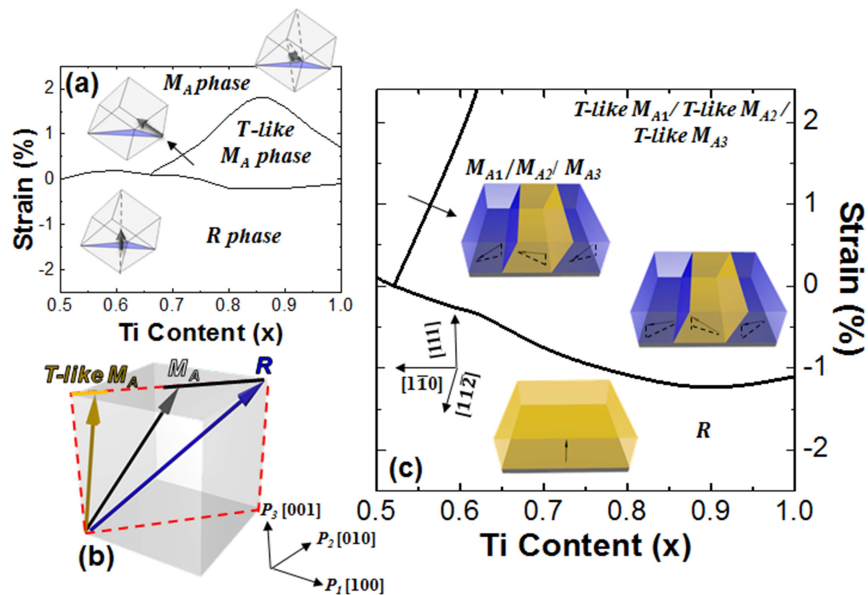 (a)
M_A phase
T-like
M_A phase
R phase
2
1
0
-1
-2
Strain (%)
0.5 0.6 0.7 0.8 0.9 1.0
Ti Content (x)
T-like M_A
M_A
R
P_3 [001]
P_2 [010]
P_1 [100]
(b)
T-like M_A1/ T-like M_A2 /
T-like M_A3
M_A1/M_A2/ M_A3
[111]
[11̄0]
[112̄]
R
(c)
2
1
0
-1
-2
Strain (%)
0.5 0.6 0.7 0.8 0.9 1.0
Ti Content (x)